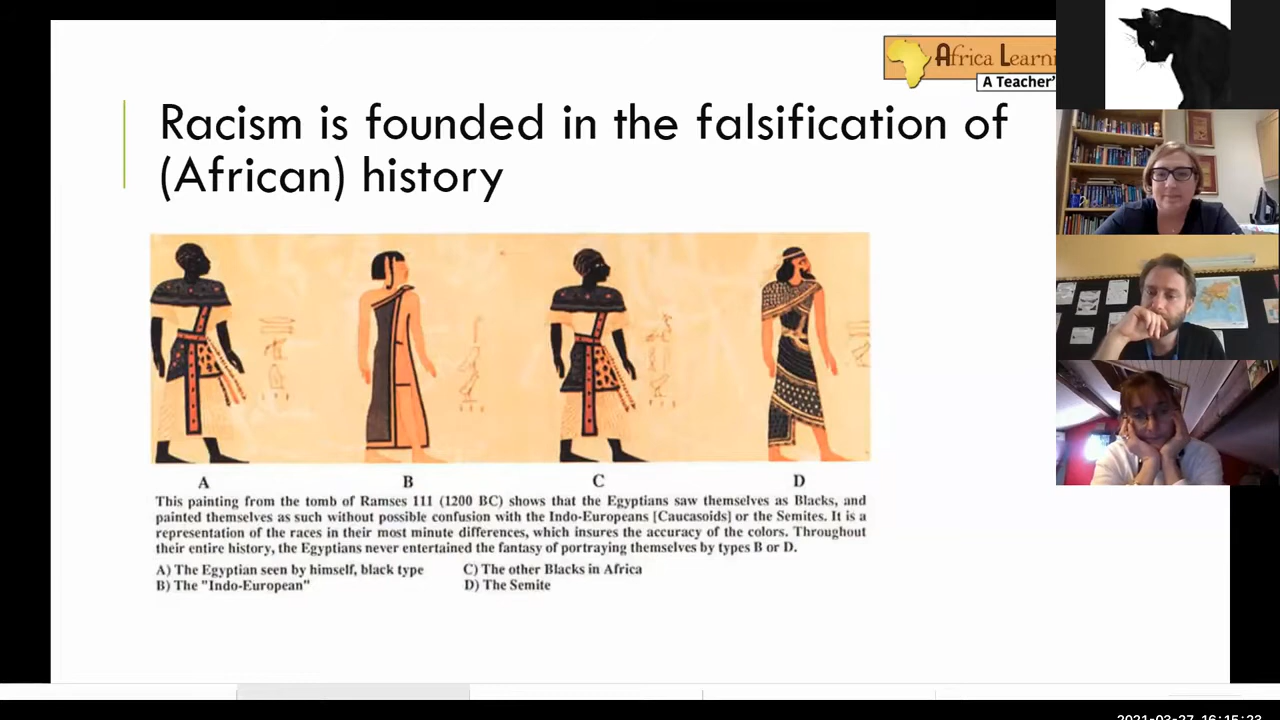 Africa Learni
A Teacher'
Racism is founded in the falsification of
(African) history
A B C D
This painting from the tomb of Ramses 111 (1200 BC) shows that the Egyptians saw themselves as Blacks, and
painted themselves as such without possible confusion with the Indo-Europeans [Caucasoids] or the Semites. It is a
representation of the races in their most minute differences, which insures the accuracy of the colors. Throughout
their entire history, the Egyptians never entertained the fantasy of portraying themselves by types B or D.
A) The Egyptian seen by himself, black type C) The other Blacks in Africa
B) The "Indo-European" D) The Semite
2021-03-27 16:15:23